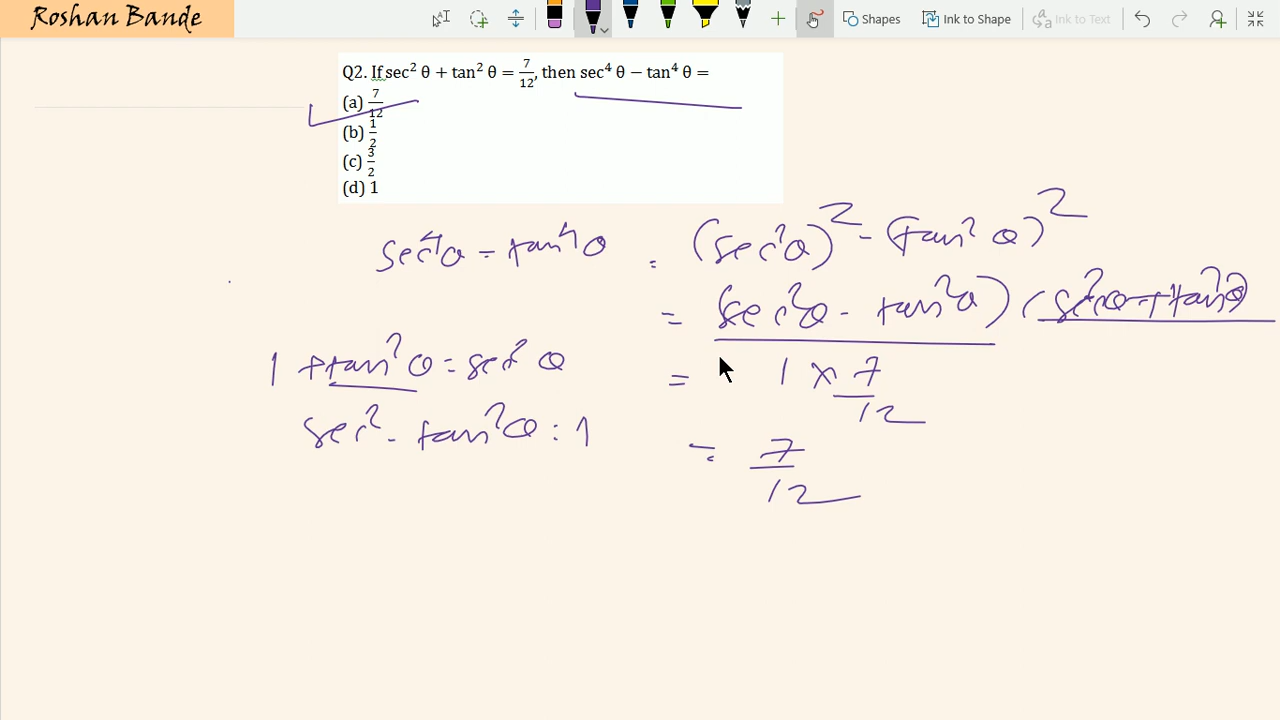 Roshan Bande
Shapes
Ink to Shape
Ink to Text
Q2. If sec² θ + tan² θ = 7/12, then sec⁴ θ − tan⁴ θ =
(a) 7/12
(b) 1/2
(c) 3/2
(d) 1
sec⁴θ - tan⁴θ = (sec²θ)² - (tan² θ)²
= (sec²θ - tan²θ) (sec²θ + tan²θ)
1 + tan²θ = sec² θ
= 1 × 7/12
sec² - tan²θ : 1
= 7/12